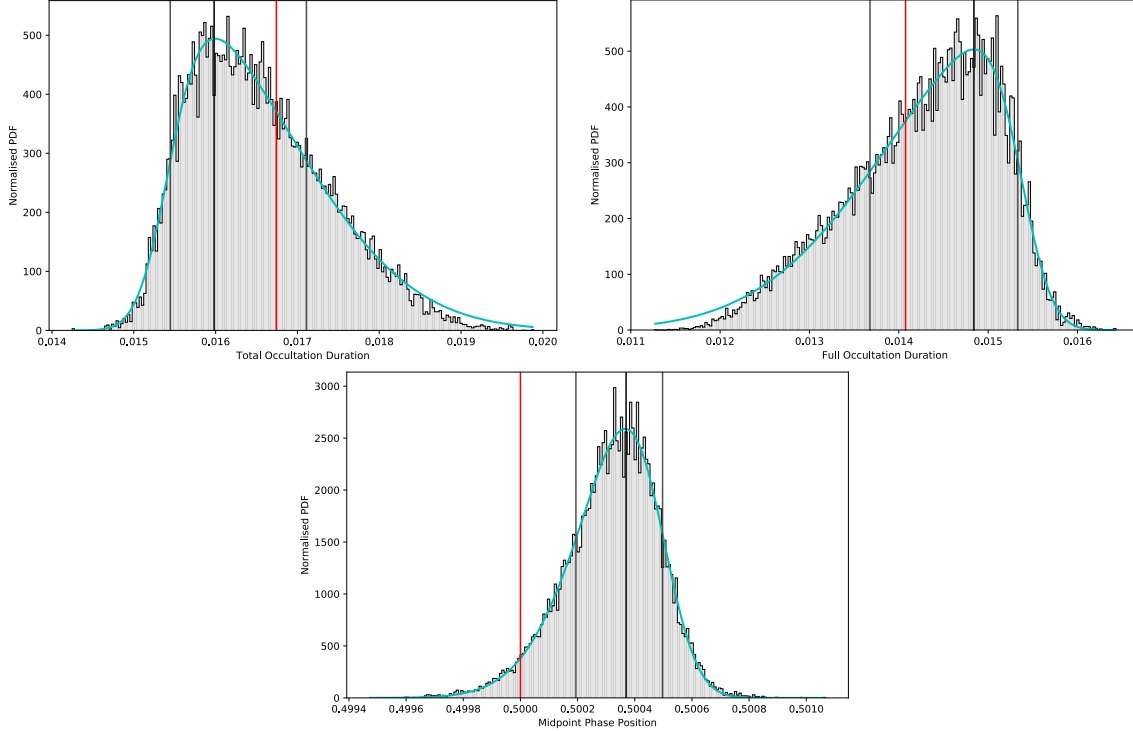 500
400
300
200
100
0
Normalised PDF
0.014 0.015 0.016 0.017 0.018 0.019 0.020
Total Occultation Duration
500
400
300
200
100
0
Normalised PDF
0.011 0.012 0.013 0.014 0.015 0.016
Full Occultation Duration
3000
2500
2000
1500
1000
500
0
Normalised PDF
0.4994 0.4996 0.4998 0.5000 0.5002 0.5004 0.5006 0.5008 0.5010
Midpoint Phase Position